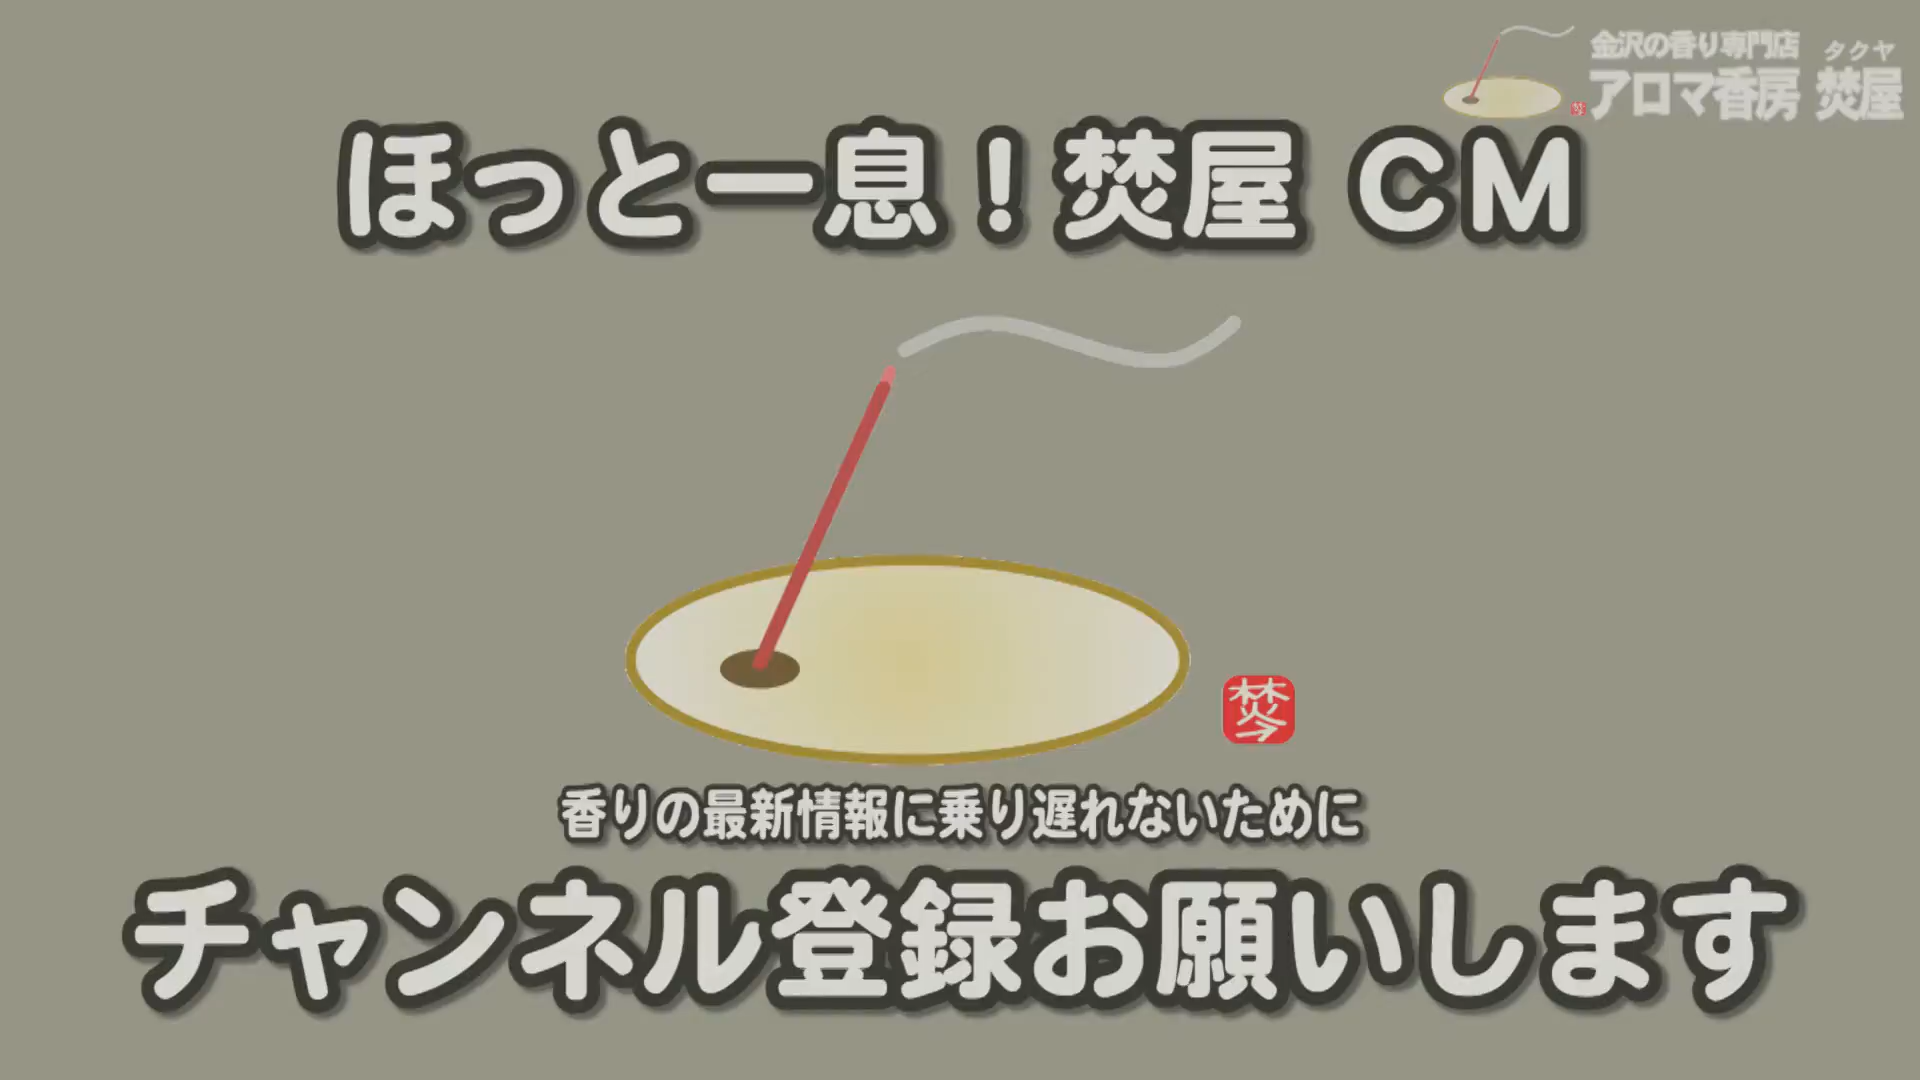 金沢の香り専門店
タクヤ
アロマ香房 焚屋
ほっと一息！焚屋 CM
焚
香りの最新情報に乗り遅れないために
チャンネル登録お願いします